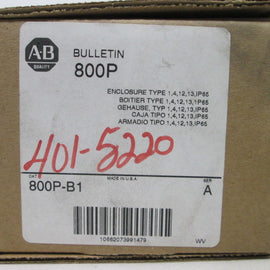 A-B
QUALITY
BULLETIN
800P
ENCLOSURE TYPE 1,4,12,13,IP65
BOITIER TYPE 1,4,12,13,IP65
GEHAUSE, TYP 1,4,12,13,IP65
CAJA TIPO 1,4,12,13,IP65
ARMADIO TIPO 1,4,12,13,IP65
401-5220
CAT
MADE IN U.S.A.
SER
800P-B1
A
10662073991479
WV